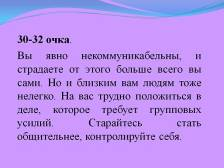 30-32 очка.
Вы явно некоммуникабельны, и
страдаете от этого больше всего вы
сами. Но и близким вам людям тоже
нелегко. На вас трудно положиться в
деле, которое требует групповых
усилий. Старайтесь стать
общительнее, контролируйте себя.